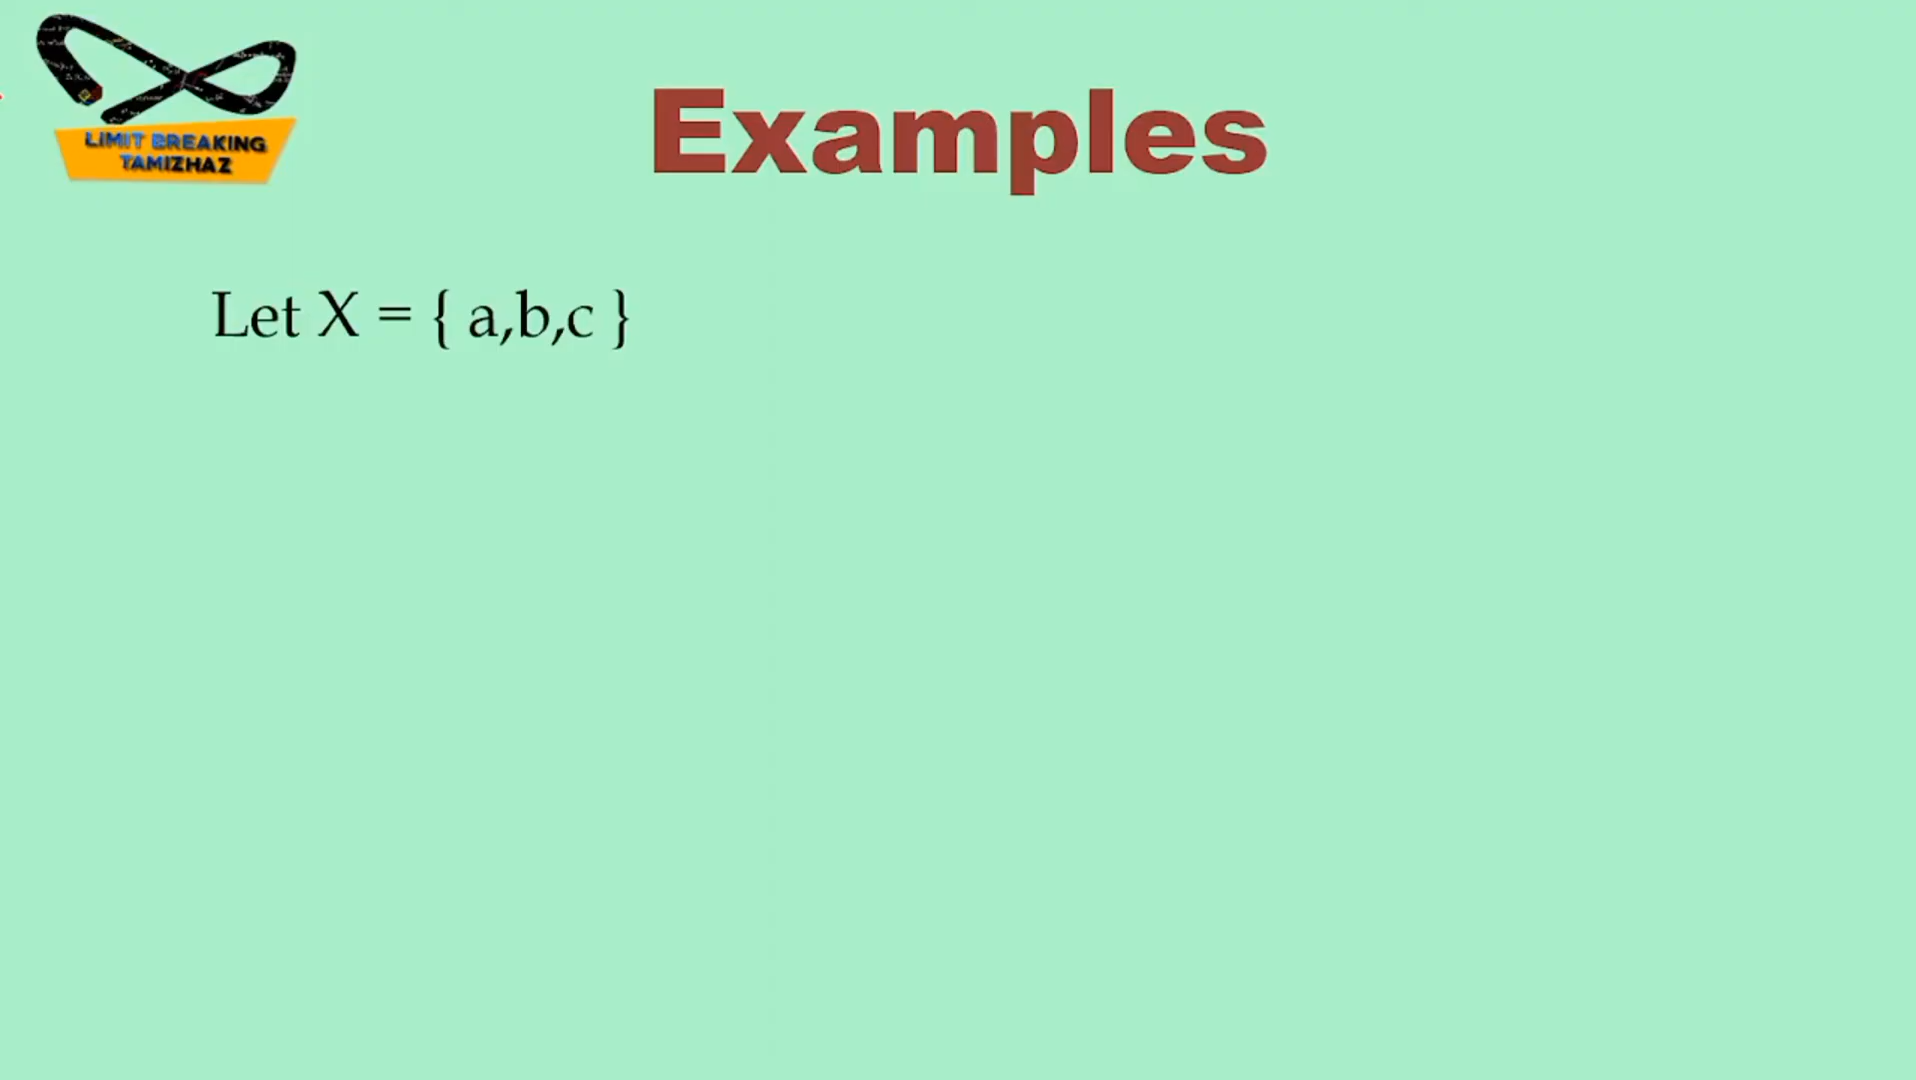 LIMIT BREAKING
TAMIZHAZ
Examples
Let X = { a,b,c }